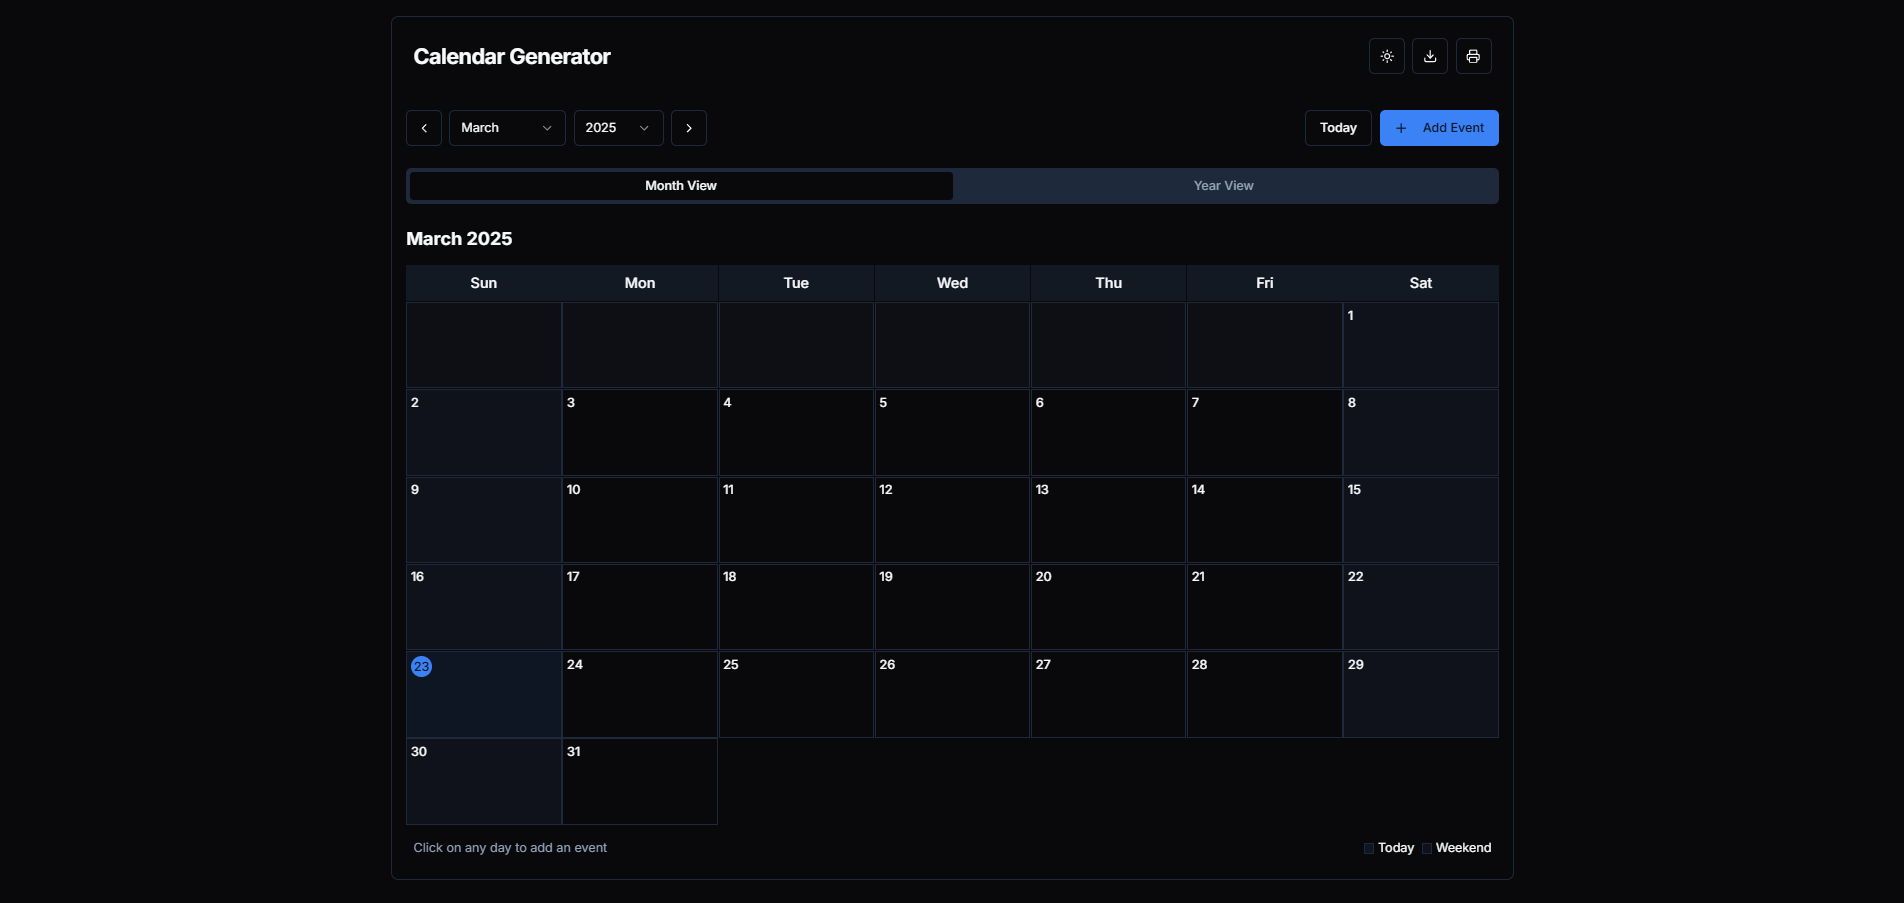 Calendar Generator
March 2025 Today Add Event
Month View Year View
March 2025
Sun Mon Tue Wed Thu Fri Sat
1
2 3 4 5 6 7 8
9 10 11 12 13 14 15
16 17 18 19 20 21 22
23 24 25 26 27 28 29
30 31
Click on any day to add an event Today Weekend